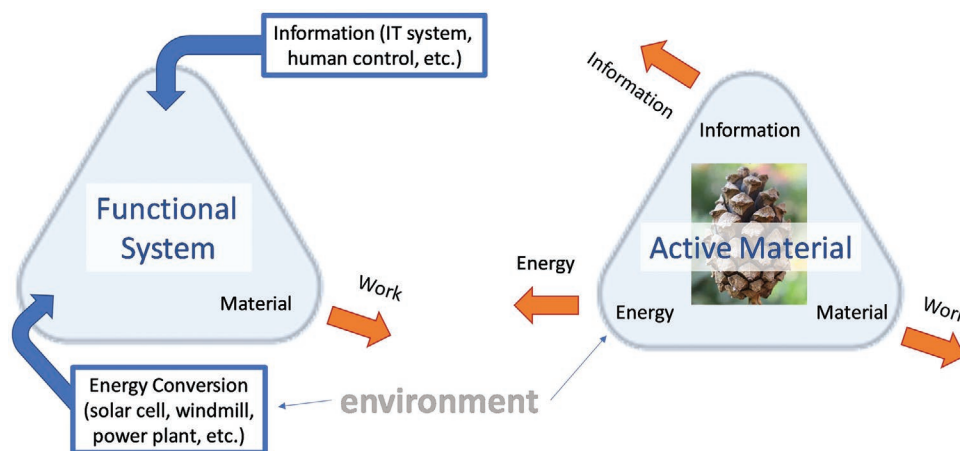 Information (IT system,
human control, etc.)
Functional
System
Material
Work
Energy Conversion
(solar cell, windmill,
power plant, etc.)
environment
Information
Information
Active Material
Energy
Energy
Material
Work